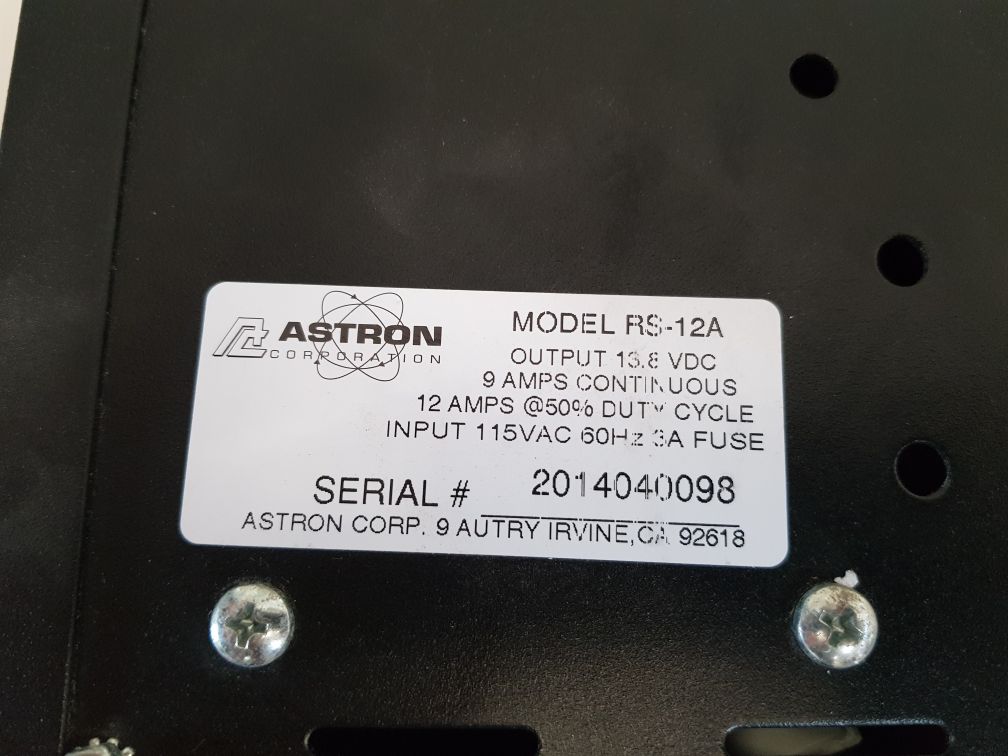 ASTRON
CORPORATION
MODEL RS-12A
OUTPUT 13.8 VDC
9 AMPS CONTINUOUS
12 AMPS @50% DUTY CYCLE
INPUT 115VAC 60Hz 3A FUSE
SERIAL # 2014040098
ASTRON CORP. 9 AUTRY IRVINE,CA 92618